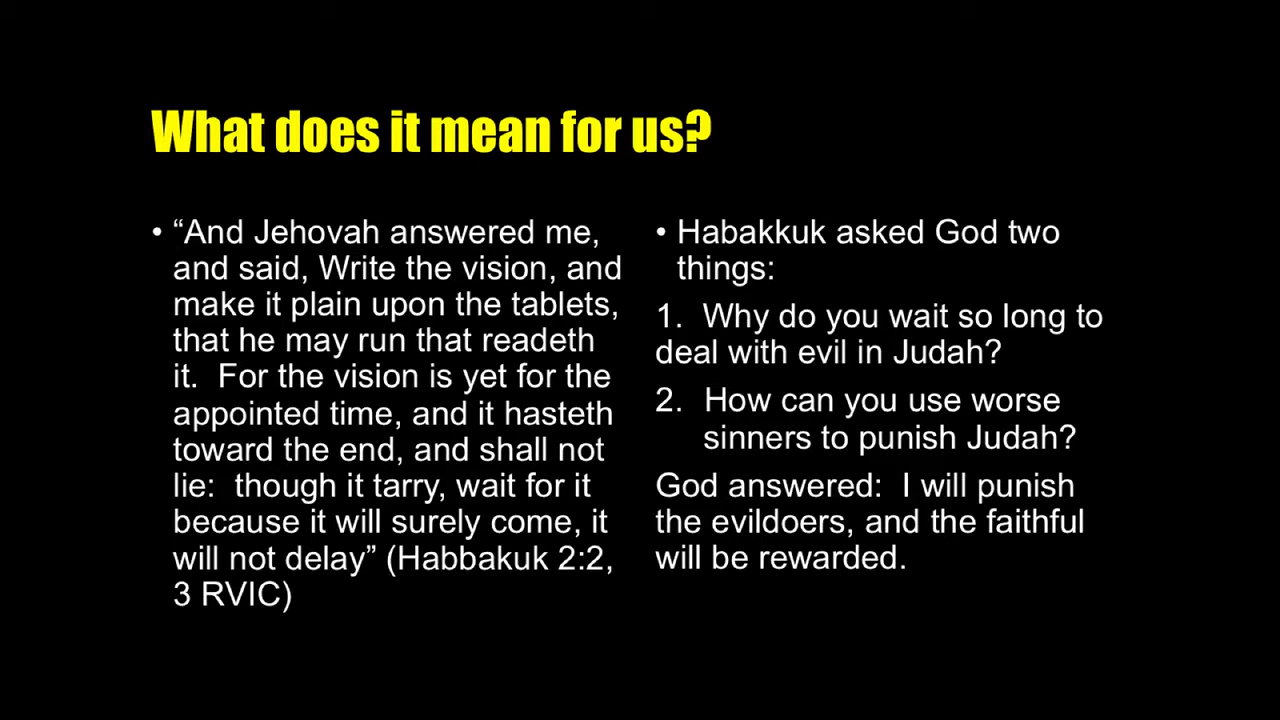 What does it mean for us?
• “And Jehovah answered me,
and said, Write the vision, and
make it plain upon the tablets,
that he may run that readeth
it.  For the vision is yet for the
appointed time, and it hasteth
toward the end, and shall not
lie:  though it tarry, wait for it
because it will surely come, it
will not delay” (Habbakuk 2:2,
3 RVIC)
• Habakkuk asked God two
things:
1.  Why do you wait so long to
deal with evil in Judah?
2.  How can you use worse
sinners to punish Judah?
God answered:  I will punish
the evildoers, and the faithful
will be rewarded.